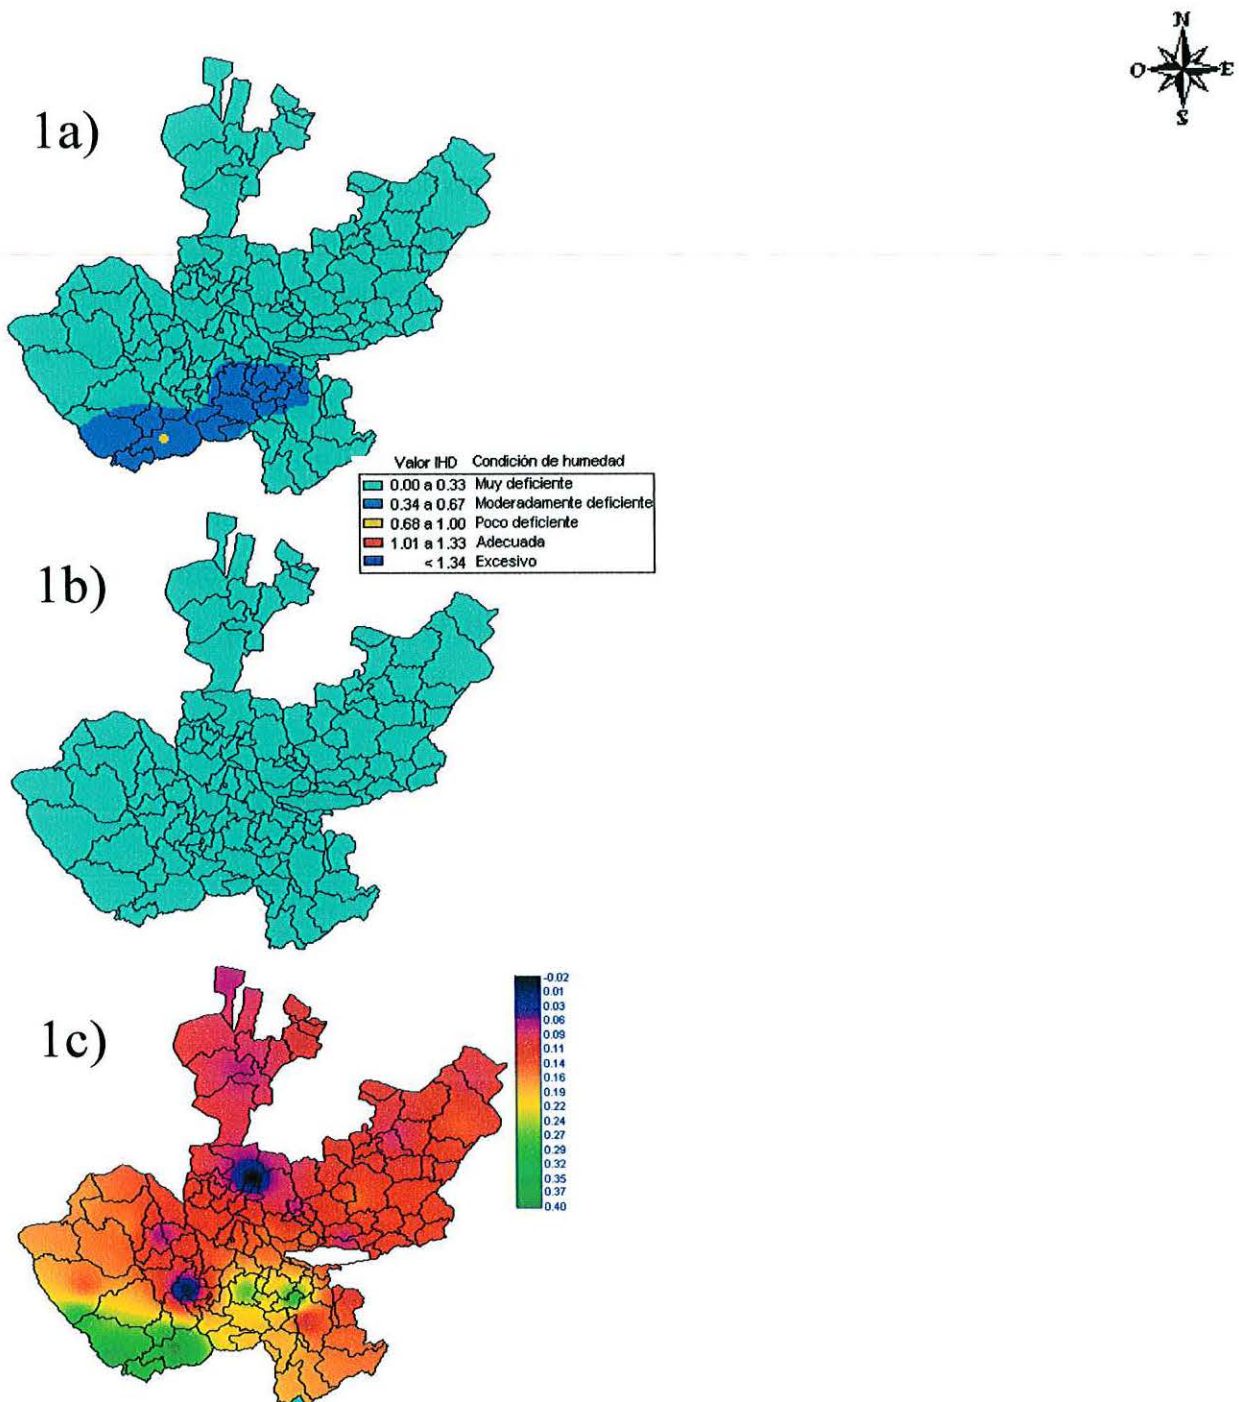 N
O E
S
1a)
Valor IHD Condición de humedad
0.00 a 0.33 Muy deficiente
0.34 a 0.67 Moderadamente deficiente
0.68 a 1.00 Poco deficiente
1.01 a 1.33 Adecuada
< 1.34 Excesivo
1b)
1c)
-0.02
0.01
0.03
0.06
0.09
0.11
0.14
0.16
0.19
0.22
0.24
0.27
0.29
0.32
0.35
0.37
0.40